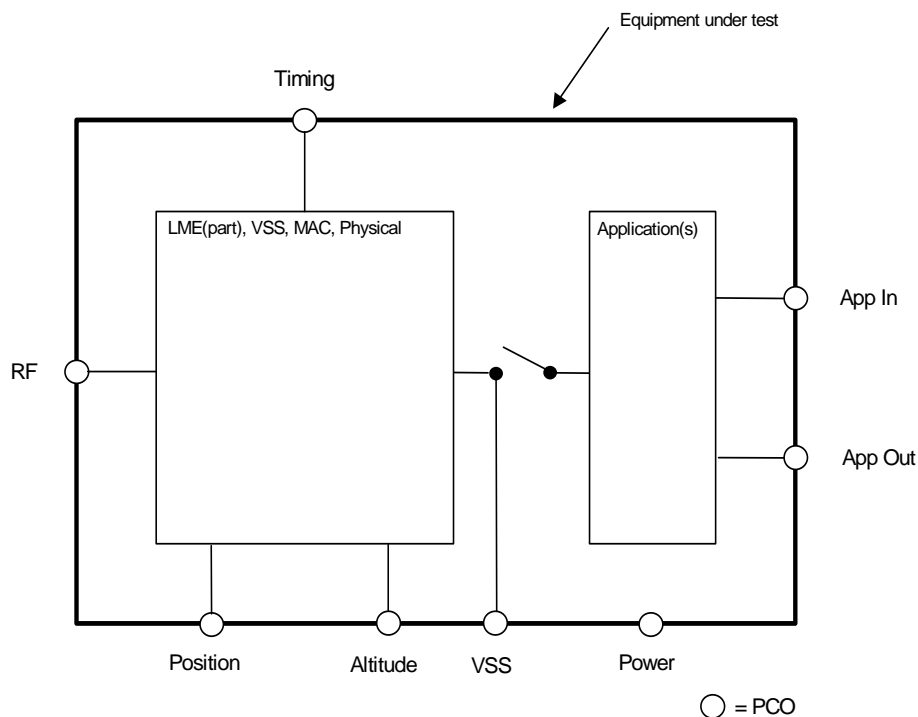 Equipment under test
Timing
LME(part), VSS, MAC, Physical
Application(s)
App In
RF
App Out
Position
Altitude
VSS
Power
= PCO